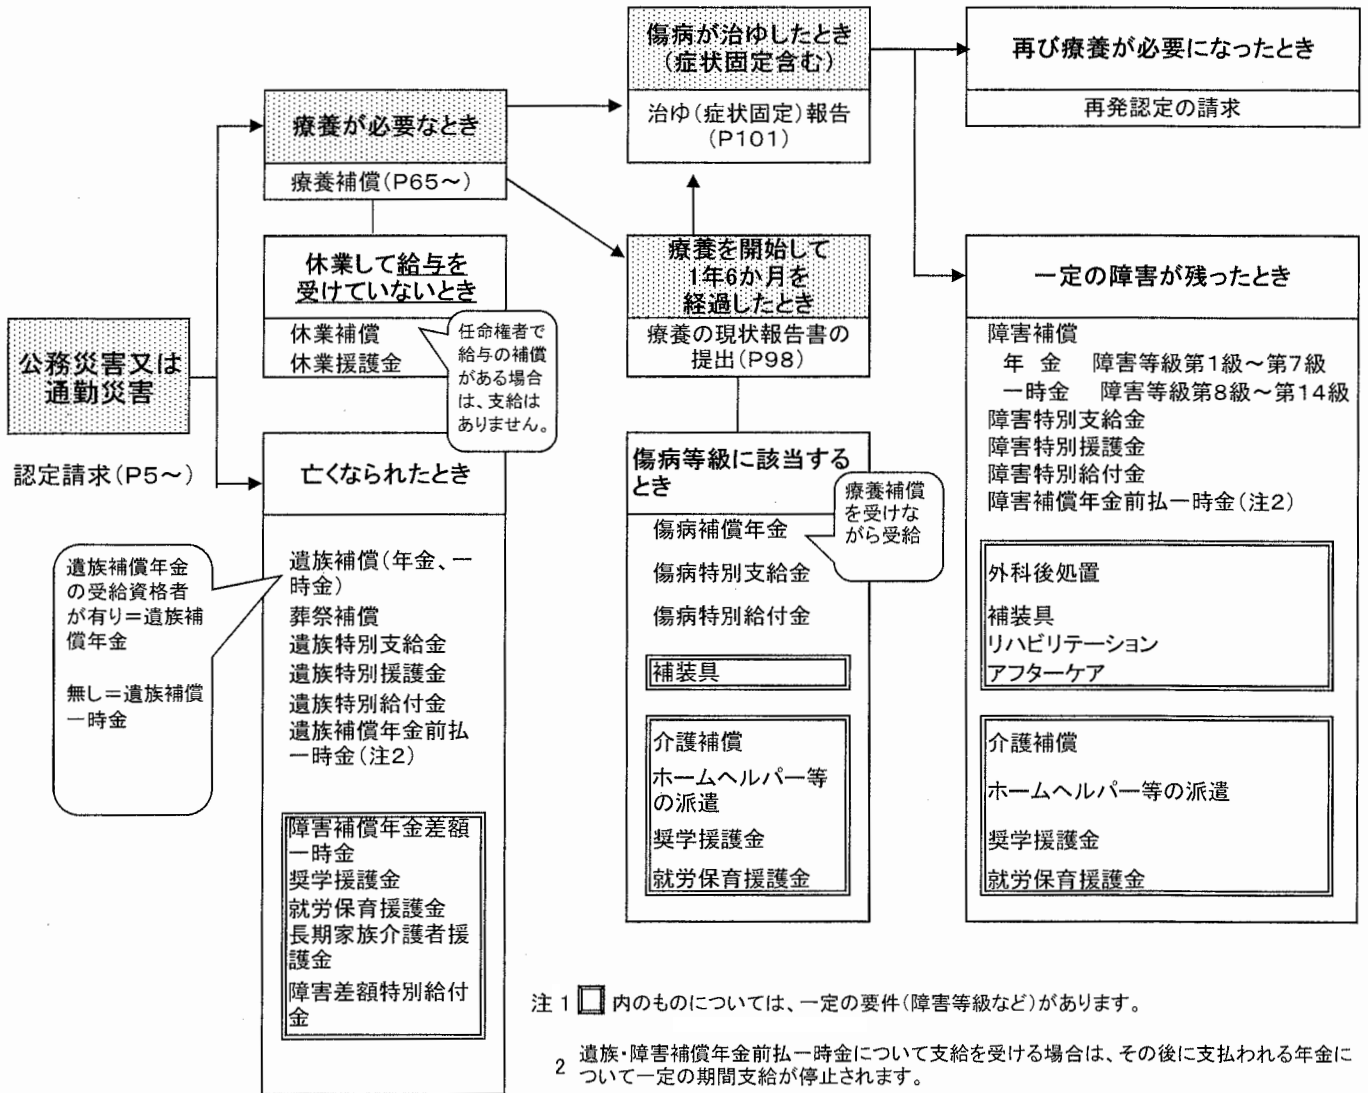 公務災害又は
通勤災害
認定請求(P5～)
療養が必要なとき
療養補償(P65～)
休業して給与を
受けていないとき
休業補償
休業援護金
任命権者で
給与の補償
がある場合
は、支給は
ありません。
亡くなられたとき
遺族補償(年金、一
時金)
葬祭補償
遺族特別支給金
遺族特別援護金
遺族特別給付金
遺族補償年金前払
一時金(注2)
遺族補償年金
の受給資格者
が有り＝遺族補
償年金
無し＝遺族補償
一時金
障害補償年金差額
一時金
奨学援護金
就労保育援護金
長期家族介護者援
護金
障害差額特別給付
金
傷病が治ゆしたとき
(症状固定含む)
治ゆ(症状固定)報告
(P101)
療養を開始して
1年6か月を
経過したとき
療養の現状報告書の
提出(P98)
傷病等級に該当する
とき
傷病補償年金
傷病特別支給金
傷病特別給付金
療養補償
を受けな
がら受給
補装具
介護補償
ホームヘルパー等
の派遣
奨学援護金
就労保育援護金
再び療養が必要になったとき
再発認定の請求
一定の障害が残ったとき
障害補償
年 金 障害等級第1級～第7級
一時金 障害等級第8級～第14級
障害特別支給金
障害特別援護金
障害特別給付金
障害補償年金前払一時金(注2)
外科後処置
補装具
リハビリテーション
アフターケア
介護補償
ホームヘルパー等の派遣
奨学援護金
就労保育援護金
注 1 □ 内のものについては、一定の要件(障害等級など)があります。
2 遺族・障害補償年金前払一時金について支給を受ける場合は、その後に支払われる年金に
ついて一定の期間支給が停止されます。